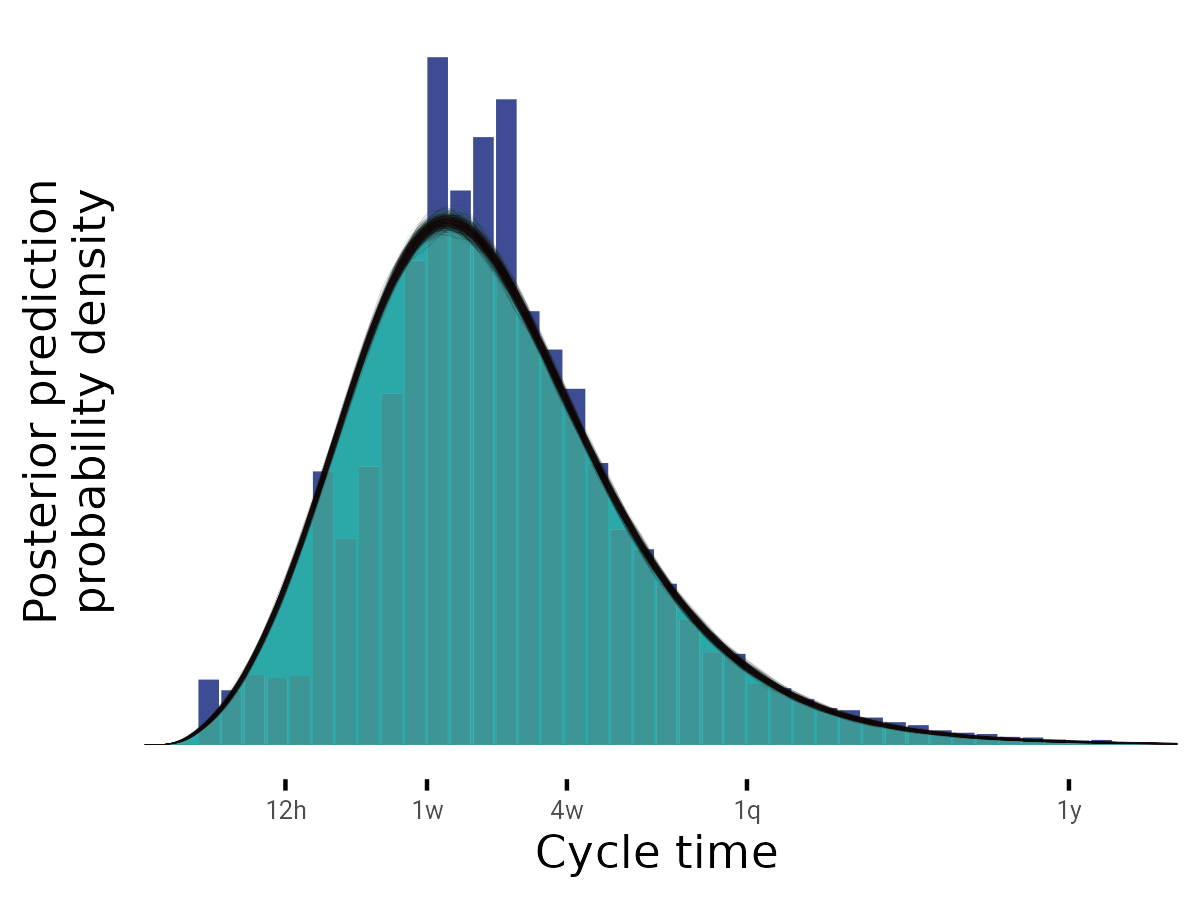 Posterior prediction
probability density
12h
1w
4w
1q
1y
Cycle time